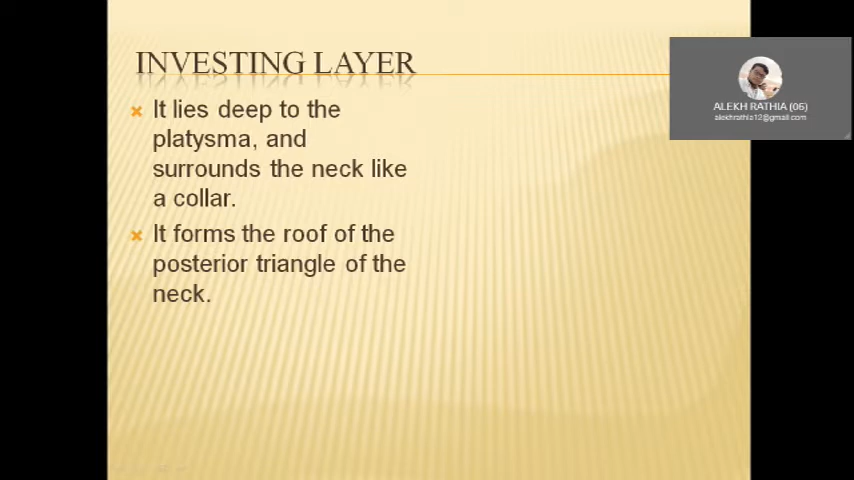 INVESTING LAYER
It lies deep to the
platysma, and
surrounds the neck like
a collar.
It forms the roof of the
posterior triangle of the
neck.
ALEKH RATHIA (06)
alekhrathia12@gmail.com